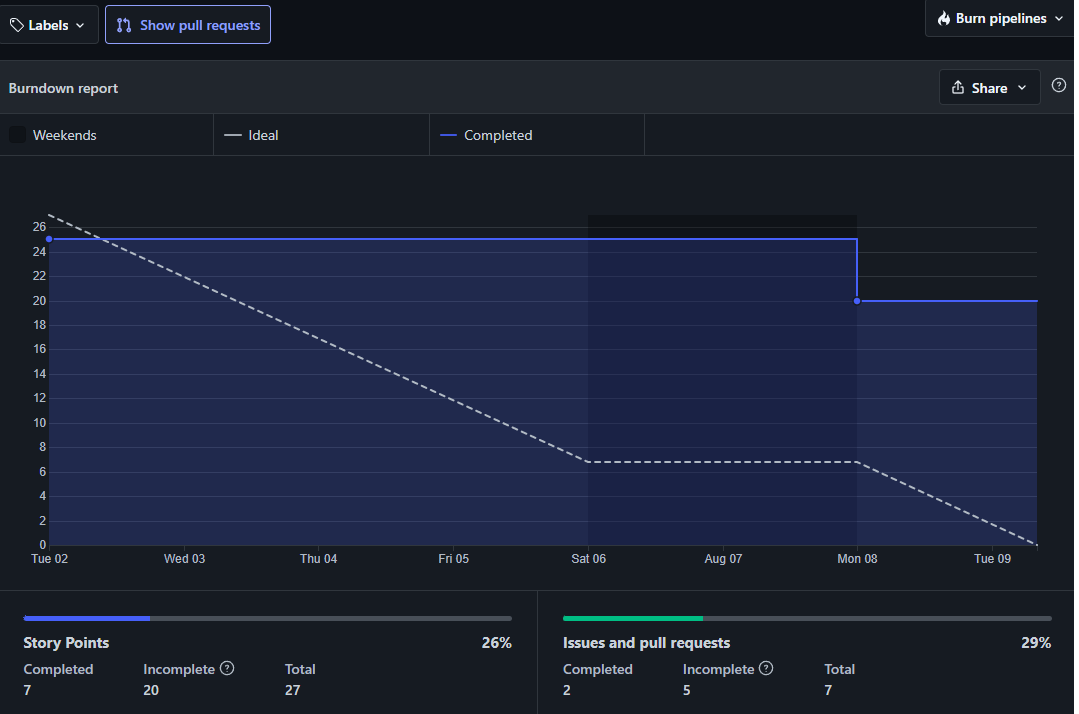 Labels
Show pull requests
Burn pipelines
Burndown report
Share
Weekends
Ideal
Completed
26
24
22
20
18
16
14
12
10
8
6
4
2
0
Tue 02 Wed 03 Thu 04 Fri 05 Sat 06 Aug 07 Mon 08 Tue 09
Story Points 26%
Completed Incomplete ? Total
7 20 27
Issues and pull requests 29%
Completed Incomplete ? Total
2 5 7